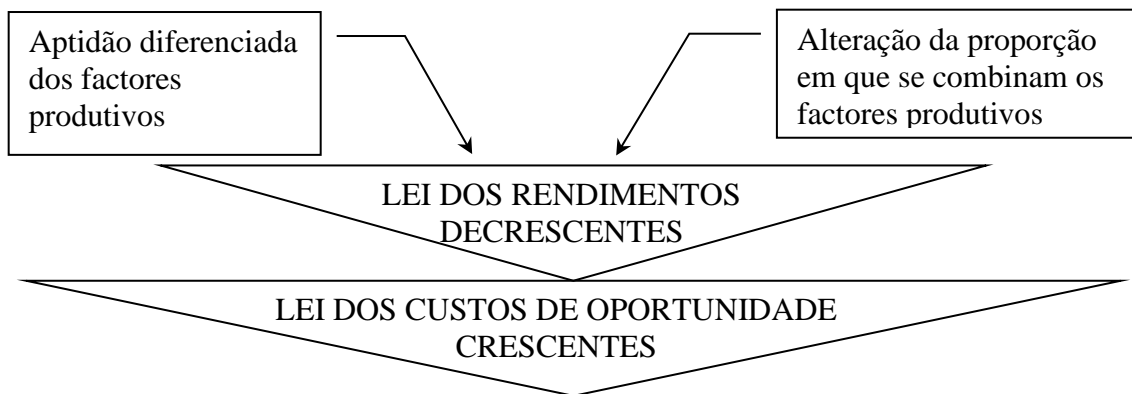 Aptidão diferenciada
dos factores
produtivos
Alteração da proporção
em que se combinam os
factores produtivos
LEI DOS RENDIMENTOS
DECRESCENTES
LEI DOS CUSTOS DE OPORTUNIDADE
CRESCENTES